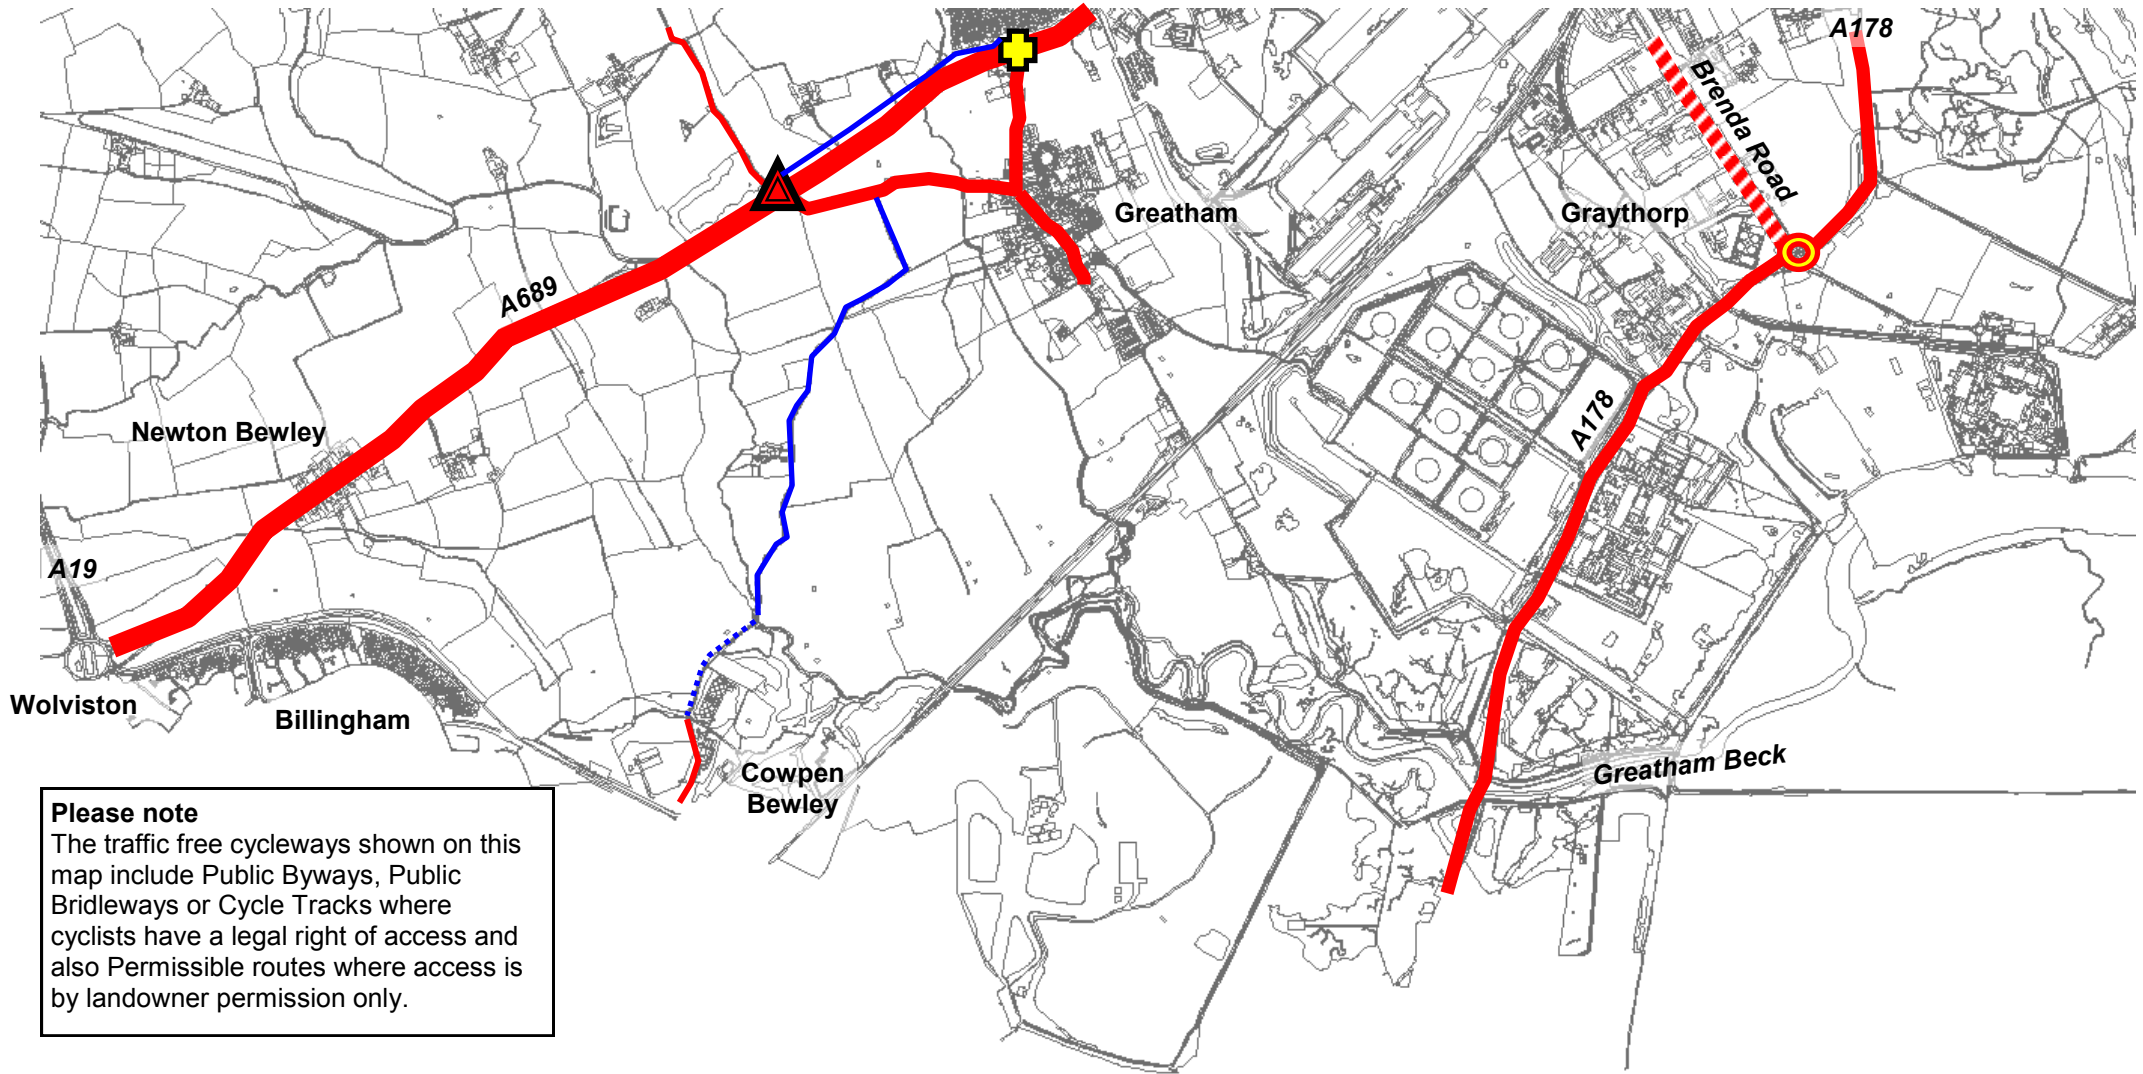 A178
Brenda Road
Greatham
Graythorp
A689
A178
Newton Bewley
A19
Wolviston
Billingham
Greatham Beck
Cowpen
Bewley
Please note
The traffic free cycleways shown on this
map include Public Byways, Public
Bridleways or Cycle Tracks where
cyclists have a legal right of access and
also Permissible routes where access is
by landowner permission only.